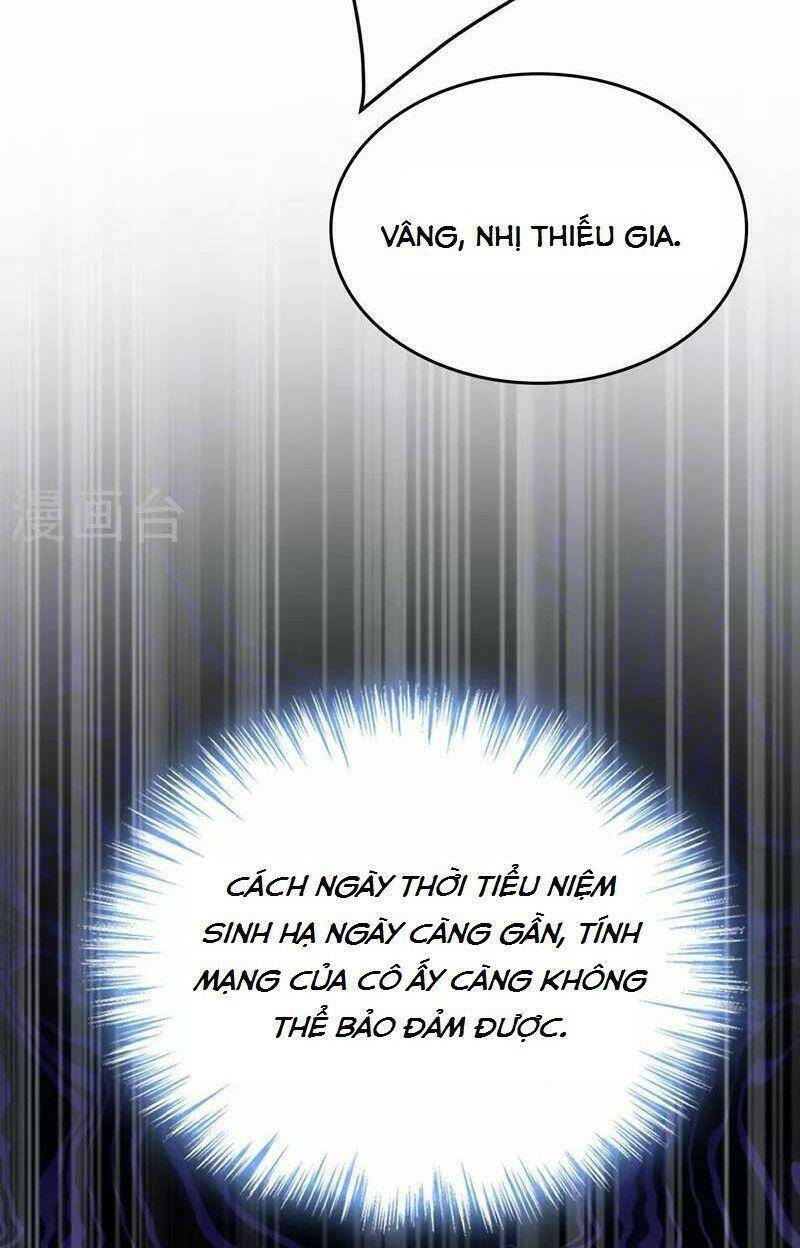 VÂNG, NHỊ THIẾU GIA.
漫画台
CÁCH NGÀY THỜI TIỂU NIỆM
SINH HẠ NGÀY CÀNG GẦN, TÍNH
MẠNG CỦA CÔ ẤY CÀNG KHÔNG
THỂ BẢO ĐẢM ĐƯỢC.